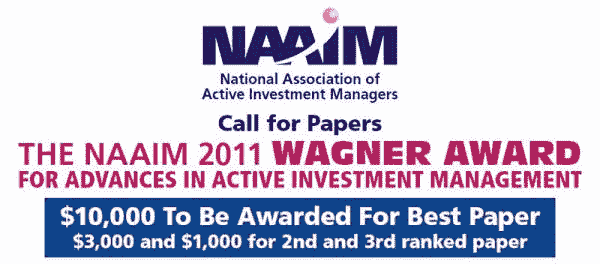 NAAIM
National Association of
Active Investment Managers
Call for Papers
THE NAAIM 2011 WAGNER AWARD
FOR ADVANCES IN ACTIVE INVESTMENT MANAGEMENT
$10,000 To Be Awarded For Best Paper
$3,000 and $1,000 for 2nd and 3rd ranked paper